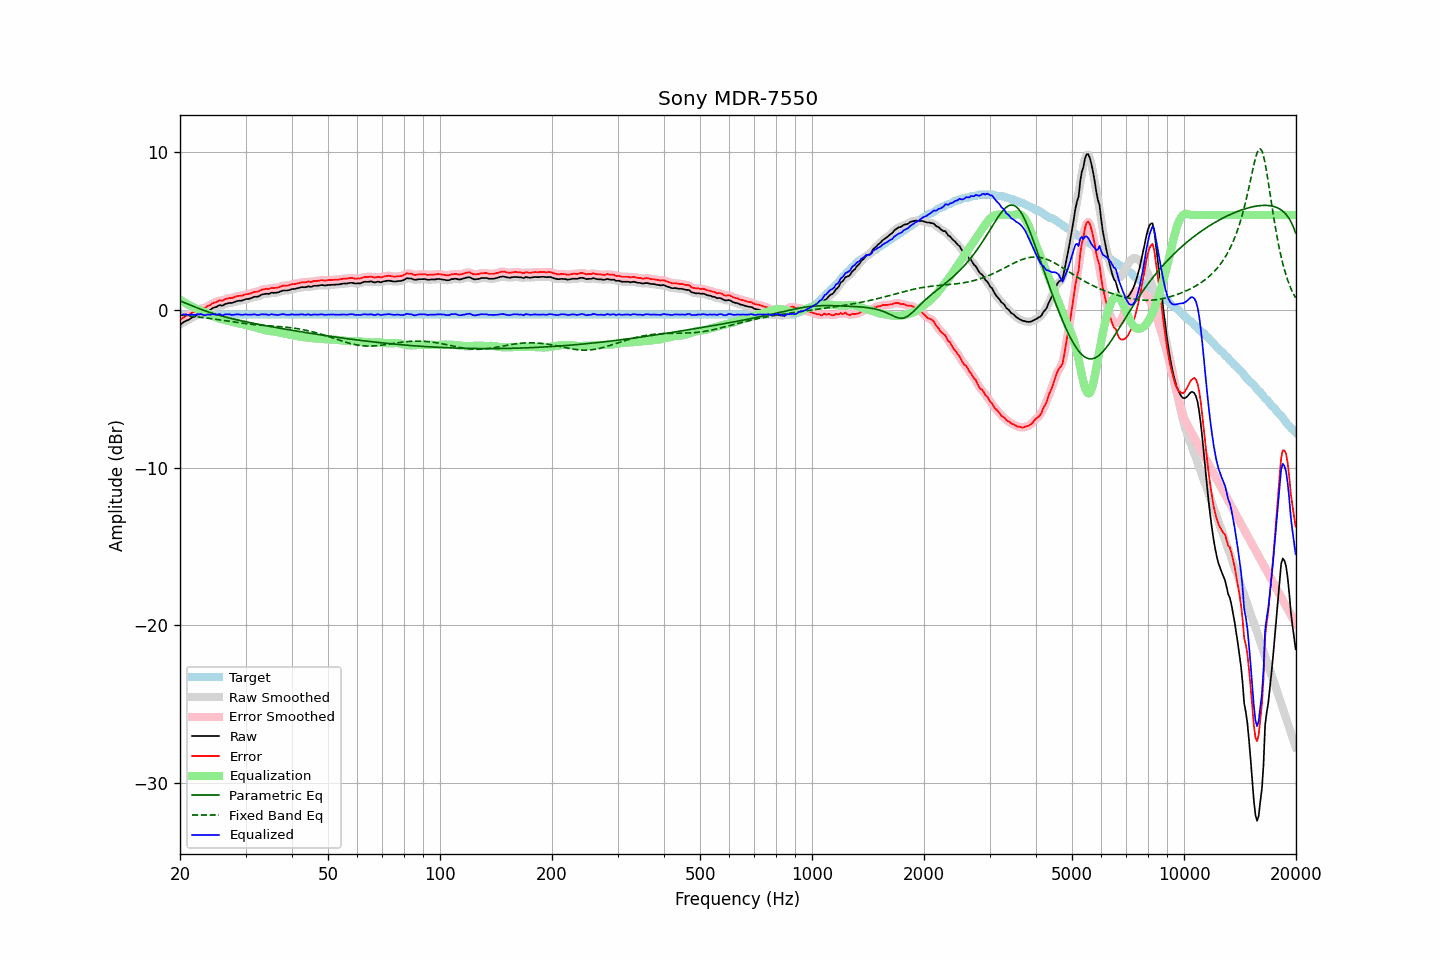 Sony MDR-7550
Amplitude (dBr)
10
0
−10
−20
−30
Target
Raw Smoothed
Error Smoothed
Raw
Error
Equalization
Parametric Eq
Fixed Band Eq
Equalized
20 50 100 200 500 1000 2000 5000 10000 20000
Frequency (Hz)